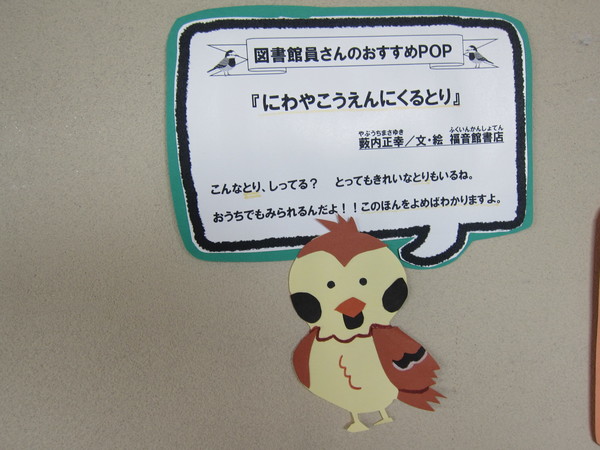 図書館員さんのおすすめPOP
『にわやこうえんにくるとり』
やぶうちまさゆき ふくいんかんしょてん
藪内正幸／文・絵 福音館書店
こんなとり、しってる？ とってもきれいなとりもいるね。
おうちでもみられるんだよ！！このほんをよめばわかりますよ。